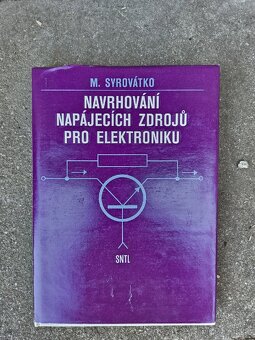 M. SYROVÁTKO
NAVRHOVÁNÍ
NAPÁJECÍCH ZDROJŮ
PRO ELEKTRONIKU
SNTL